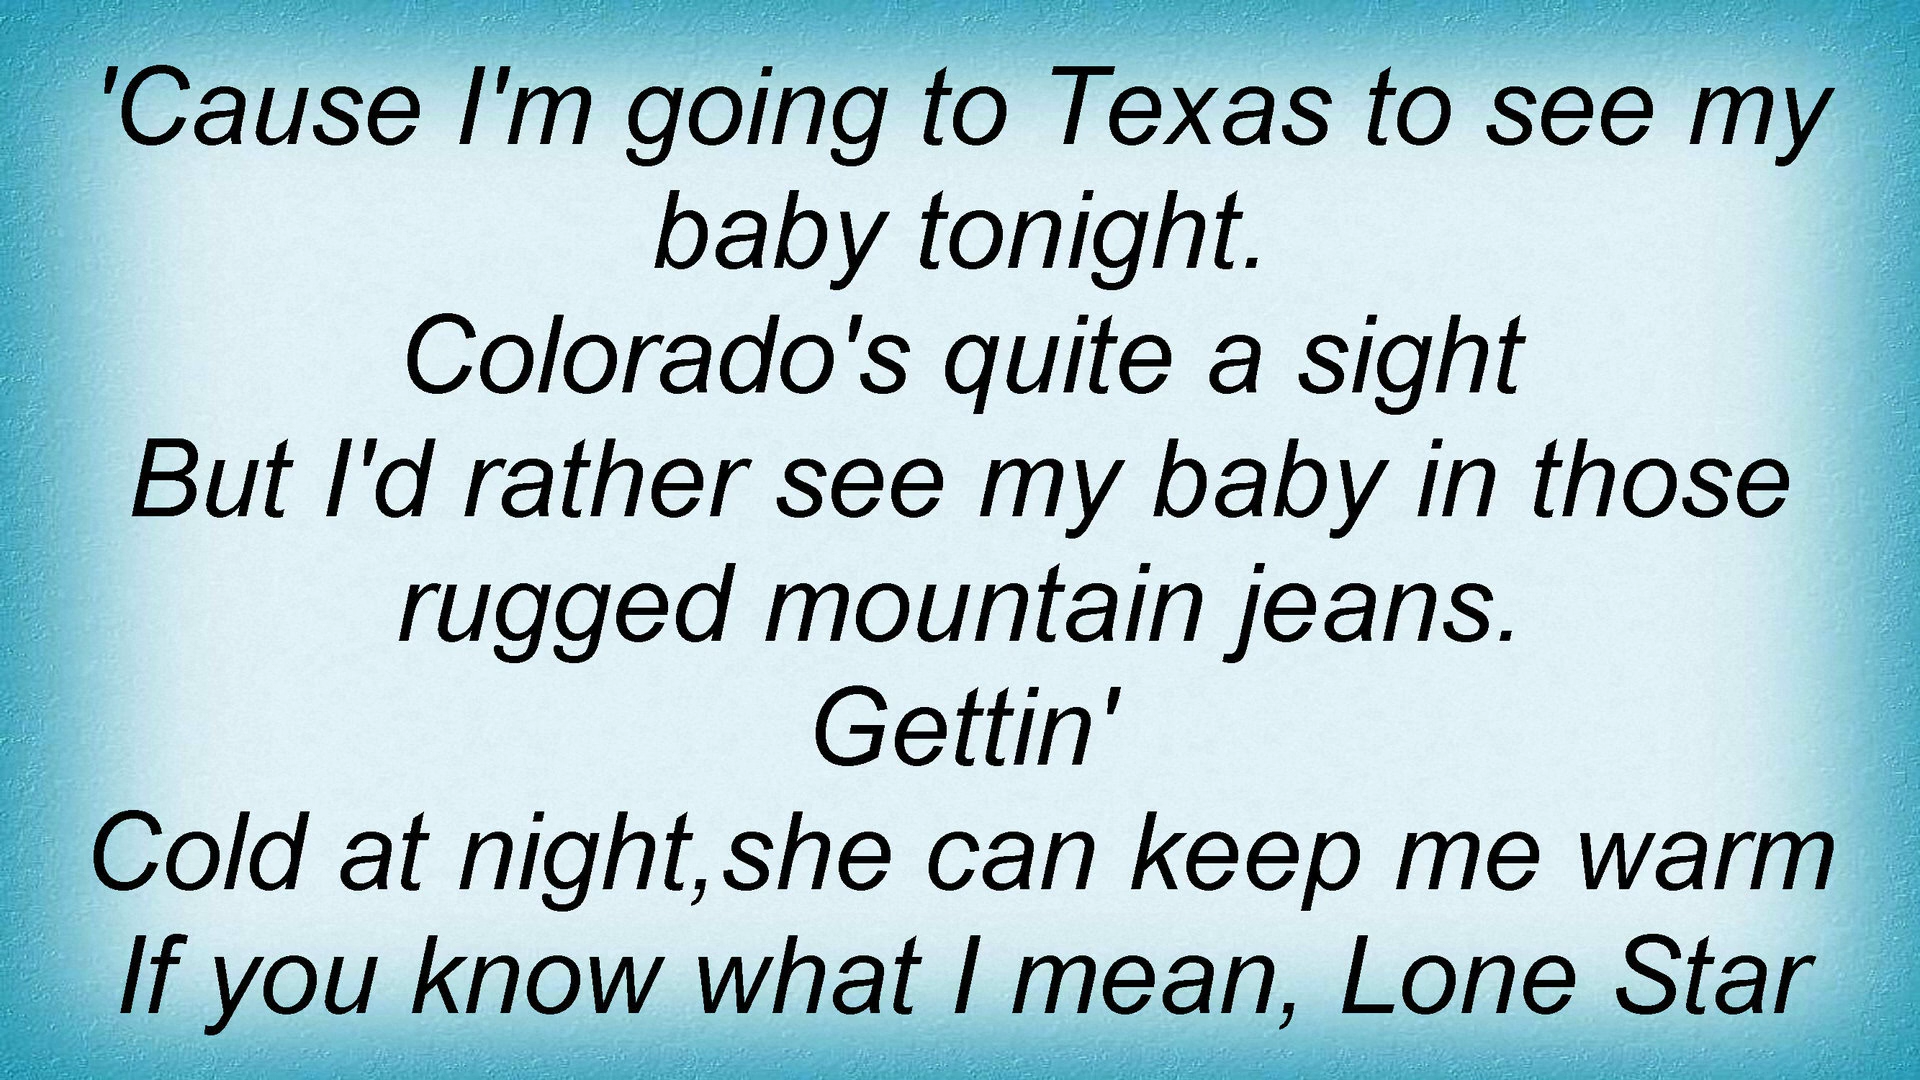 'Cause I'm going to Texas to see my
baby tonight.
Colorado's quite a sight
But I'd rather see my baby in those
rugged mountain jeans.
Gettin'
Cold at night,she can keep me warm
If you know what I mean, Lone Star